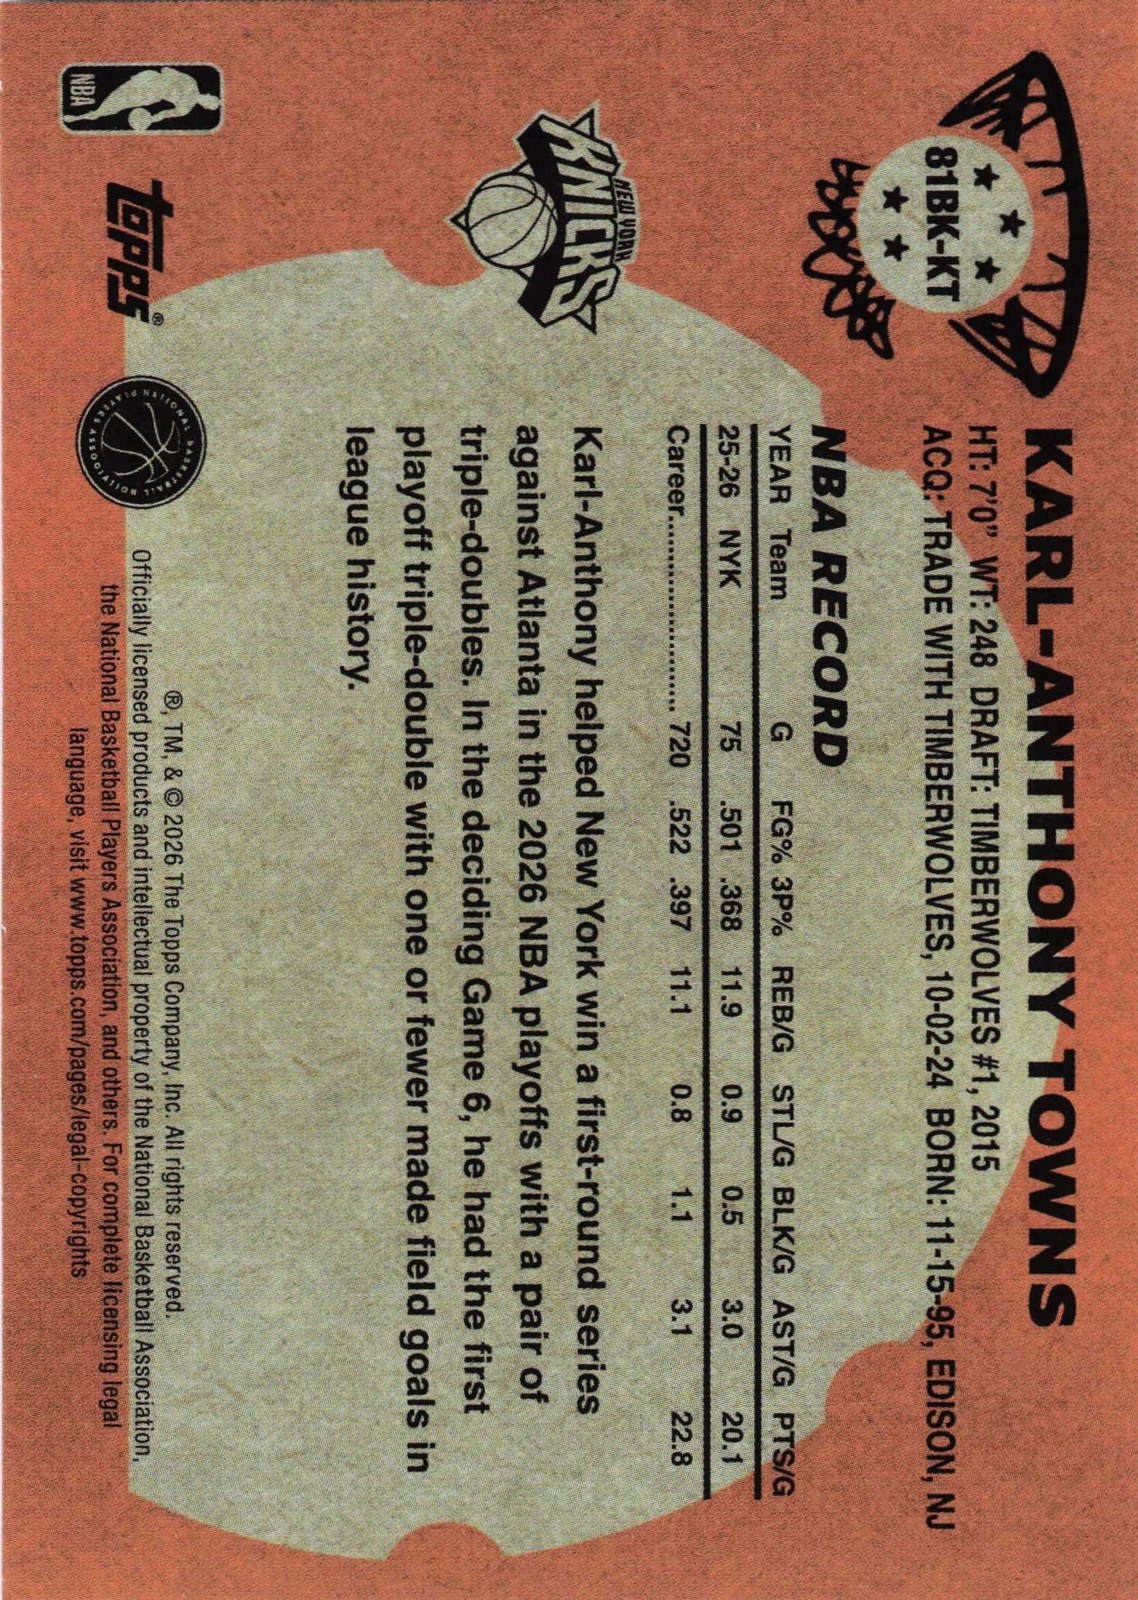 81BK-KT
KARL-ANTHONY TOWNS
HT: 7'0" WT: 248 DRAFT: TIMBERWOLVES #1, 2015
ACQ: TRADE WITH TIMBERWOLVES, 10-02-24 BORN: 11-15-95, EDISON, NJ
NBA RECORD
YEAR Team G FG% 3P% REB/G STL/G BLK/G AST/G PTS/G
25-26 NYK 75 .501 .368 11.9 0.9 0.5 3.0 20.1
Career............................ 720 .522 .397 11.1 0.8 1.1 3.1 22.8
NEW YORK
KNICKS
Karl-Anthony helped New York win a first-round series
against Atlanta in the 2026 NBA playoffs with a pair of
triple-doubles. In the deciding Game 6, he had the first
playoff triple-double with one or fewer made field goals in
league history.
NBA
topps®
NATIONAL BASKETBALL PLAYERS ASSOCIATION
®, TM, & © 2026 The Topps Company, Inc. All rights reserved.
Officially licensed products and intellectual property of the National Basketball Association,
the National Basketball Players Association, and others. For complete licensing legal
language, visit www.topps.com/pages/legal-copyrights